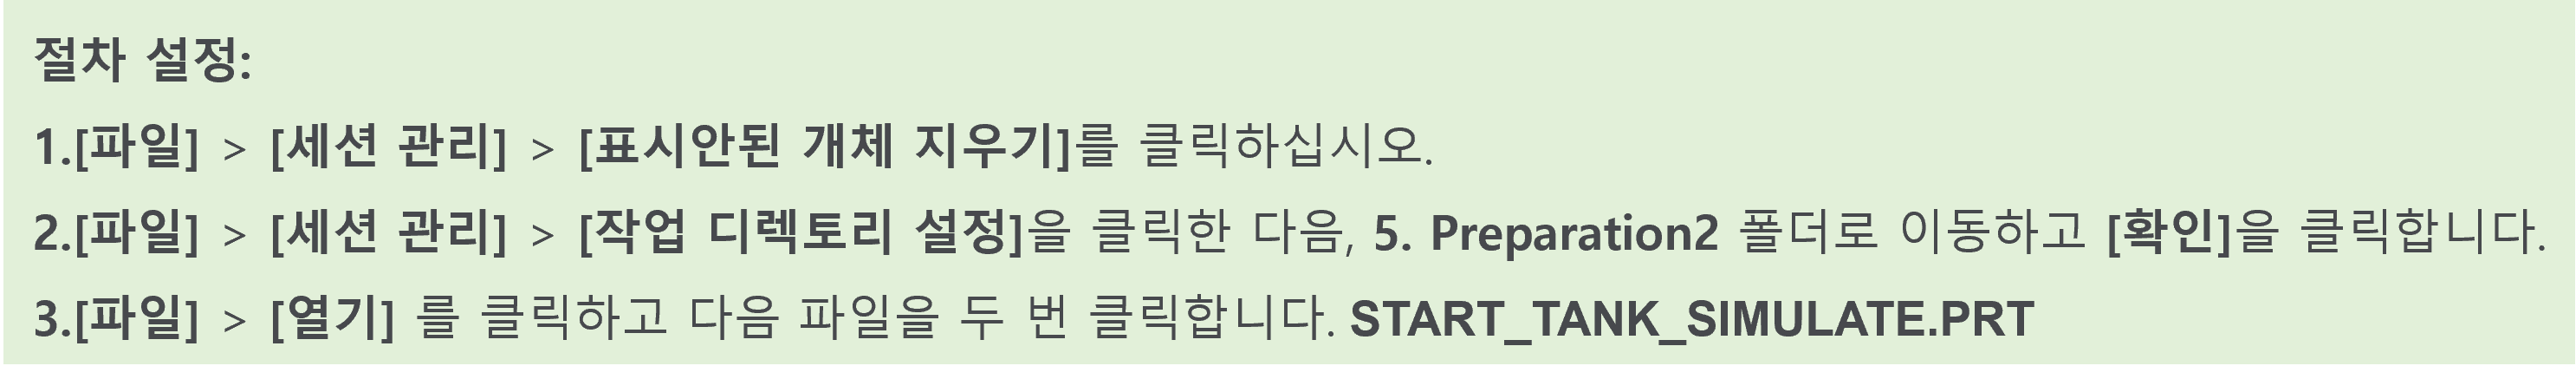 절차 설정:
1.[파일] > [세션 관리] > [표시안된 개체 지우기]를 클릭하십시오.
2.[파일] > [세션 관리] > [작업 디렉토리 설정]을 클릭한 다음, 5. Preparation2 폴더로 이동하고 [확인]을 클릭합니다.
3.[파일] > [열기] 를 클릭하고 다음 파일을 두 번 클릭합니다. START_TANK_SIMULATE.PRT